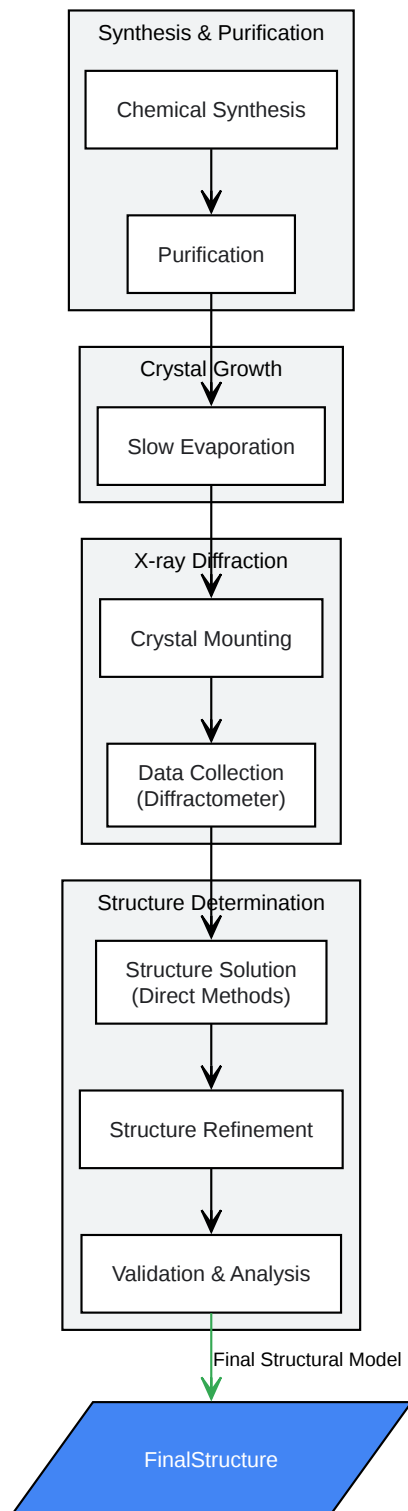 Synthesis & Purification
Chemical Synthesis
Purification
Crystal Growth
Slow Evaporation
X-ray Diffraction
Crystal Mounting
Data Collection
(Diffractometer)
Structure Determination
Structure Solution
(Direct Methods)
Structure Refinement
Validation & Analysis
Final Structural Model
FinalStructure